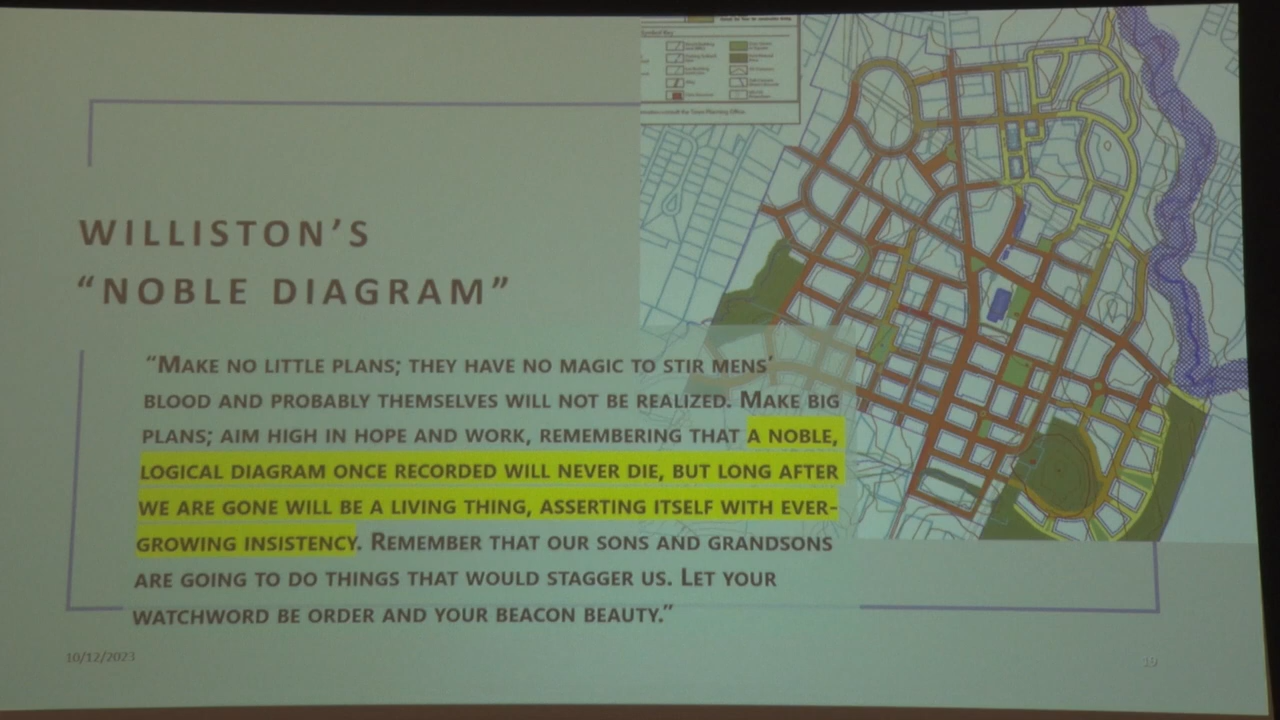 Symbol Key
WILLISTON'S
"NOBLE DIAGRAM"
"MAKE NO LITTLE PLANS; THEY HAVE NO MAGIC TO STIR MENS'
BLOOD AND PROBABLY THEMSELVES WILL NOT BE REALIZED. MAKE BIG
PLANS; AIM HIGH IN HOPE AND WORK, REMEMBERING THAT A NOBLE,
LOGICAL DIAGRAM ONCE RECORDED WILL NEVER DIE, BUT LONG AFTER
WE ARE GONE WILL BE A LIVING THING, ASSERTING ITSELF WITH EVER-
GROWING INSISTENCY. REMEMBER THAT OUR SONS AND GRANDSONS
ARE GOING TO DO THINGS THAT WOULD STAGGER US. LET YOUR
WATCHWORD BE ORDER AND YOUR BEACON BEAUTY."
10/12/2023
19